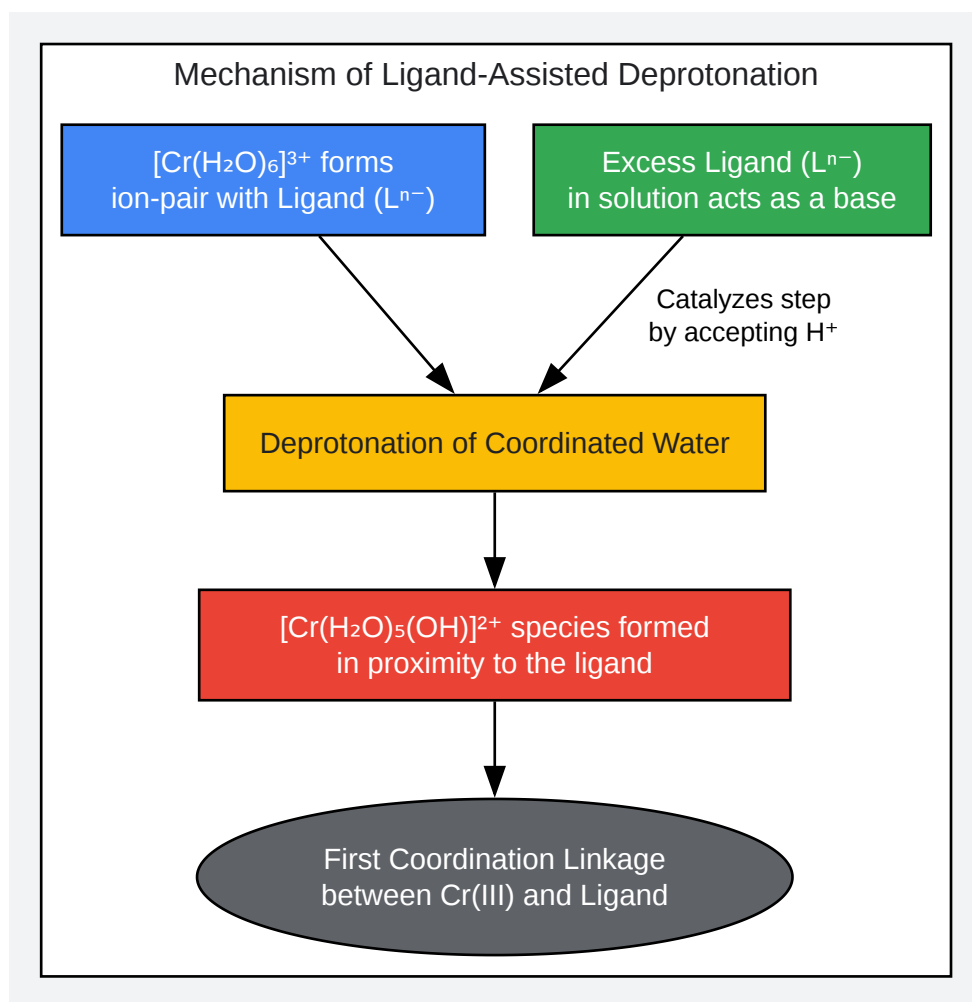 Mechanism of Ligand-Assisted Deprotonation
[Cr(H₂O)₆]³⁺ forms
ion-pair with Ligand (Lⁿ⁻)
Excess Ligand (Lⁿ⁻)
in solution acts as a base
Catalyzes step
by accepting H⁺
Deprotonation of Coordinated Water
[Cr(H₂O)₅(OH)]²⁺ species formed
in proximity to the ligand
First Coordination Linkage
between Cr(III) and Ligand